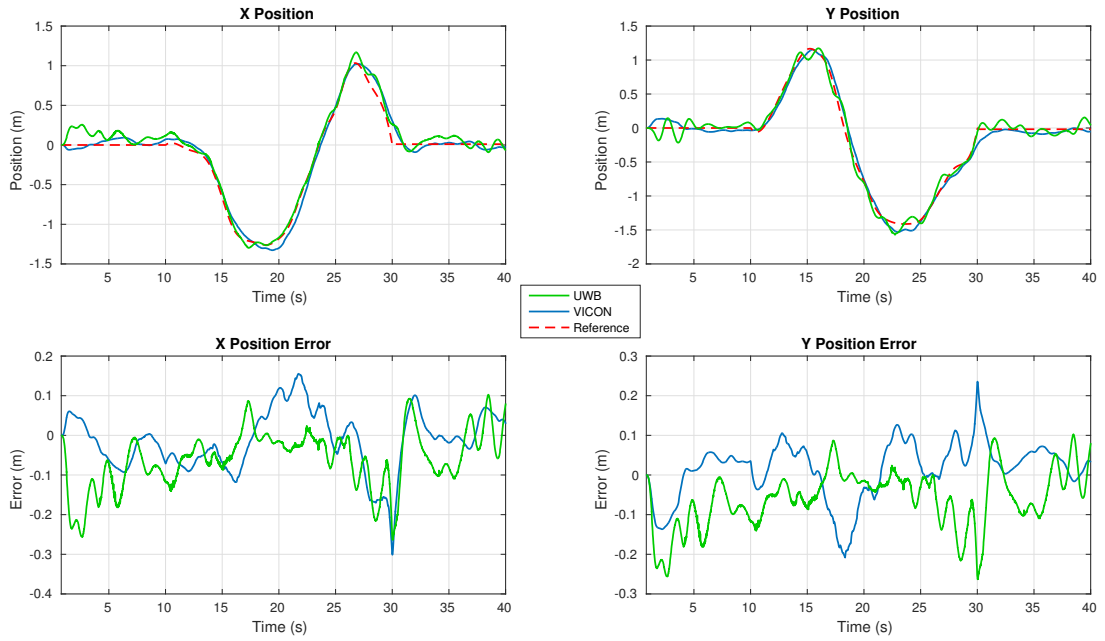 X Position
Position (m)
1.5
1
0.5
0
-0.5
-1
-1.5
5 10 15 20 25 30 35 40
Time (s)
Y Position
Position (m)
1.5
1
0.5
0
-0.5
-1
-1.5
-2
5 10 15 20 25 30 35 40
Time (s)
UWB
VICON
Reference
X Position Error
Error (m)
0.2
0.1
0
-0.1
-0.2
-0.3
-0.4
5 10 15 20 25 30 35 40
Time (s)
Y Position Error
Error (m)
0.3
0.2
0.1
0
-0.1
-0.2
-0.3
5 10 15 20 25 30 35 40
Time (s)